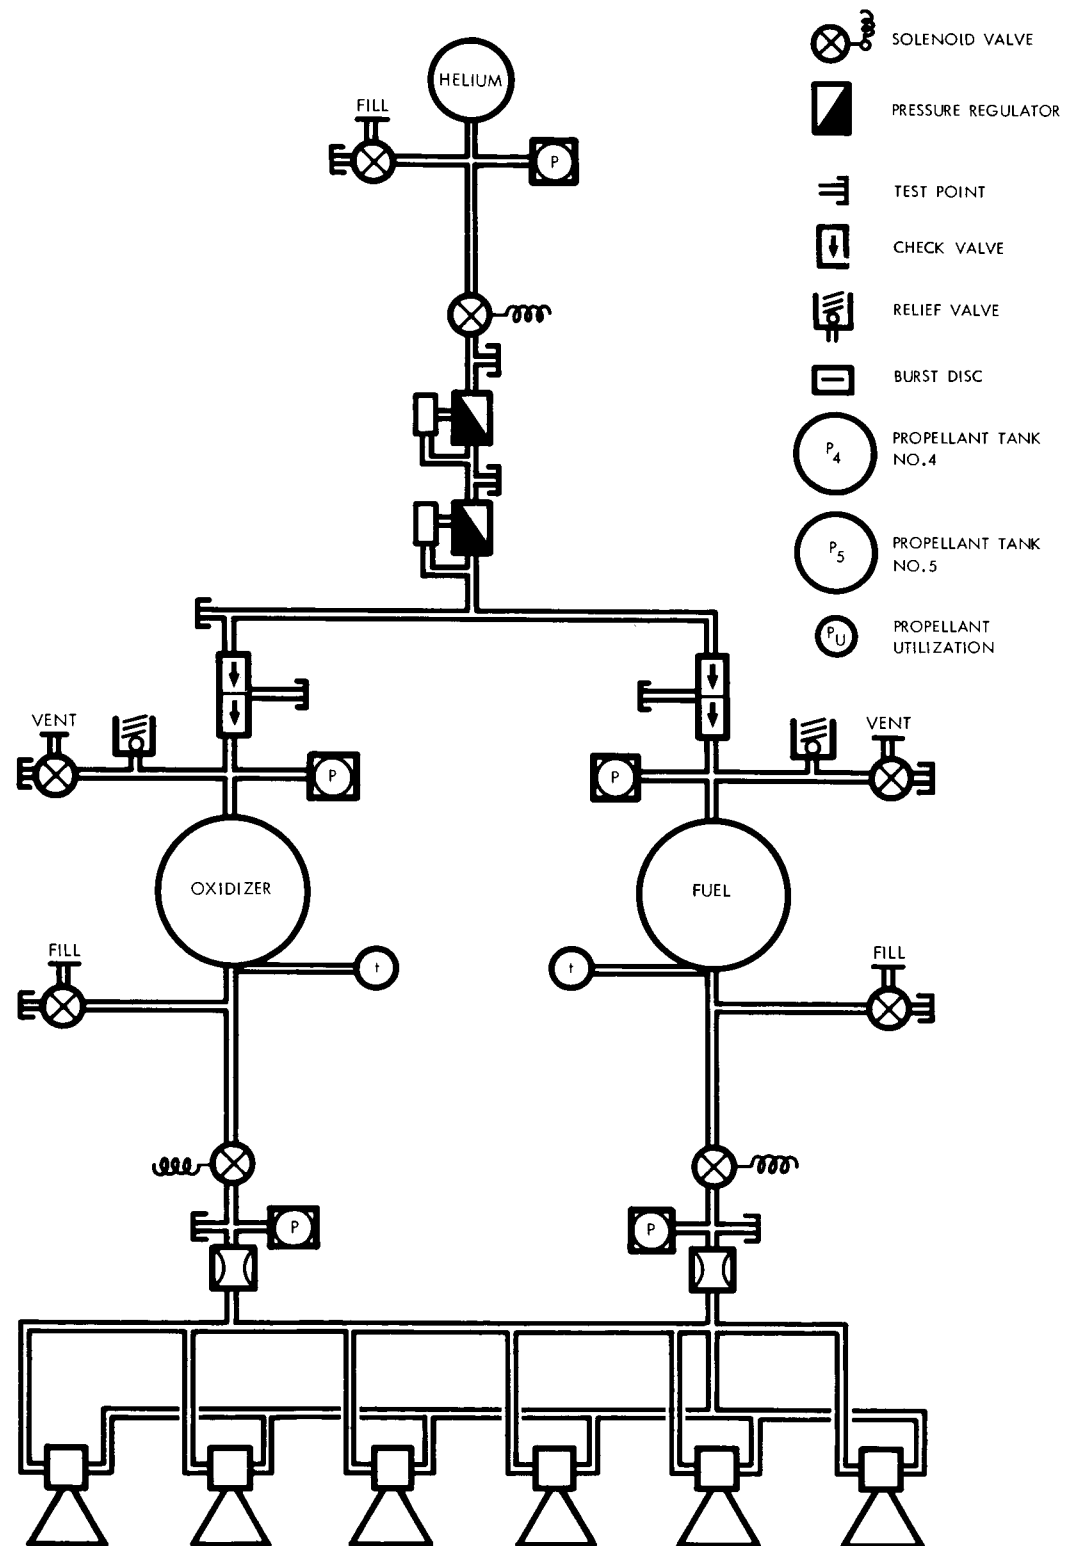 SOLENOID VALVE
HELIUM
FILL
PRESSURE REGULATOR
P
TEST POINT
CHECK VALVE
RELIEF VALVE
BURST DISC
P4
PROPELLANT TANK
NO.4
P5
PROPELLANT TANK
NO.5
PU
PROPELLANT
UTILIZATION
VENT
VENT
P
P
OXIDIZER
FUEL
FILL
FILL
t
t
P
P